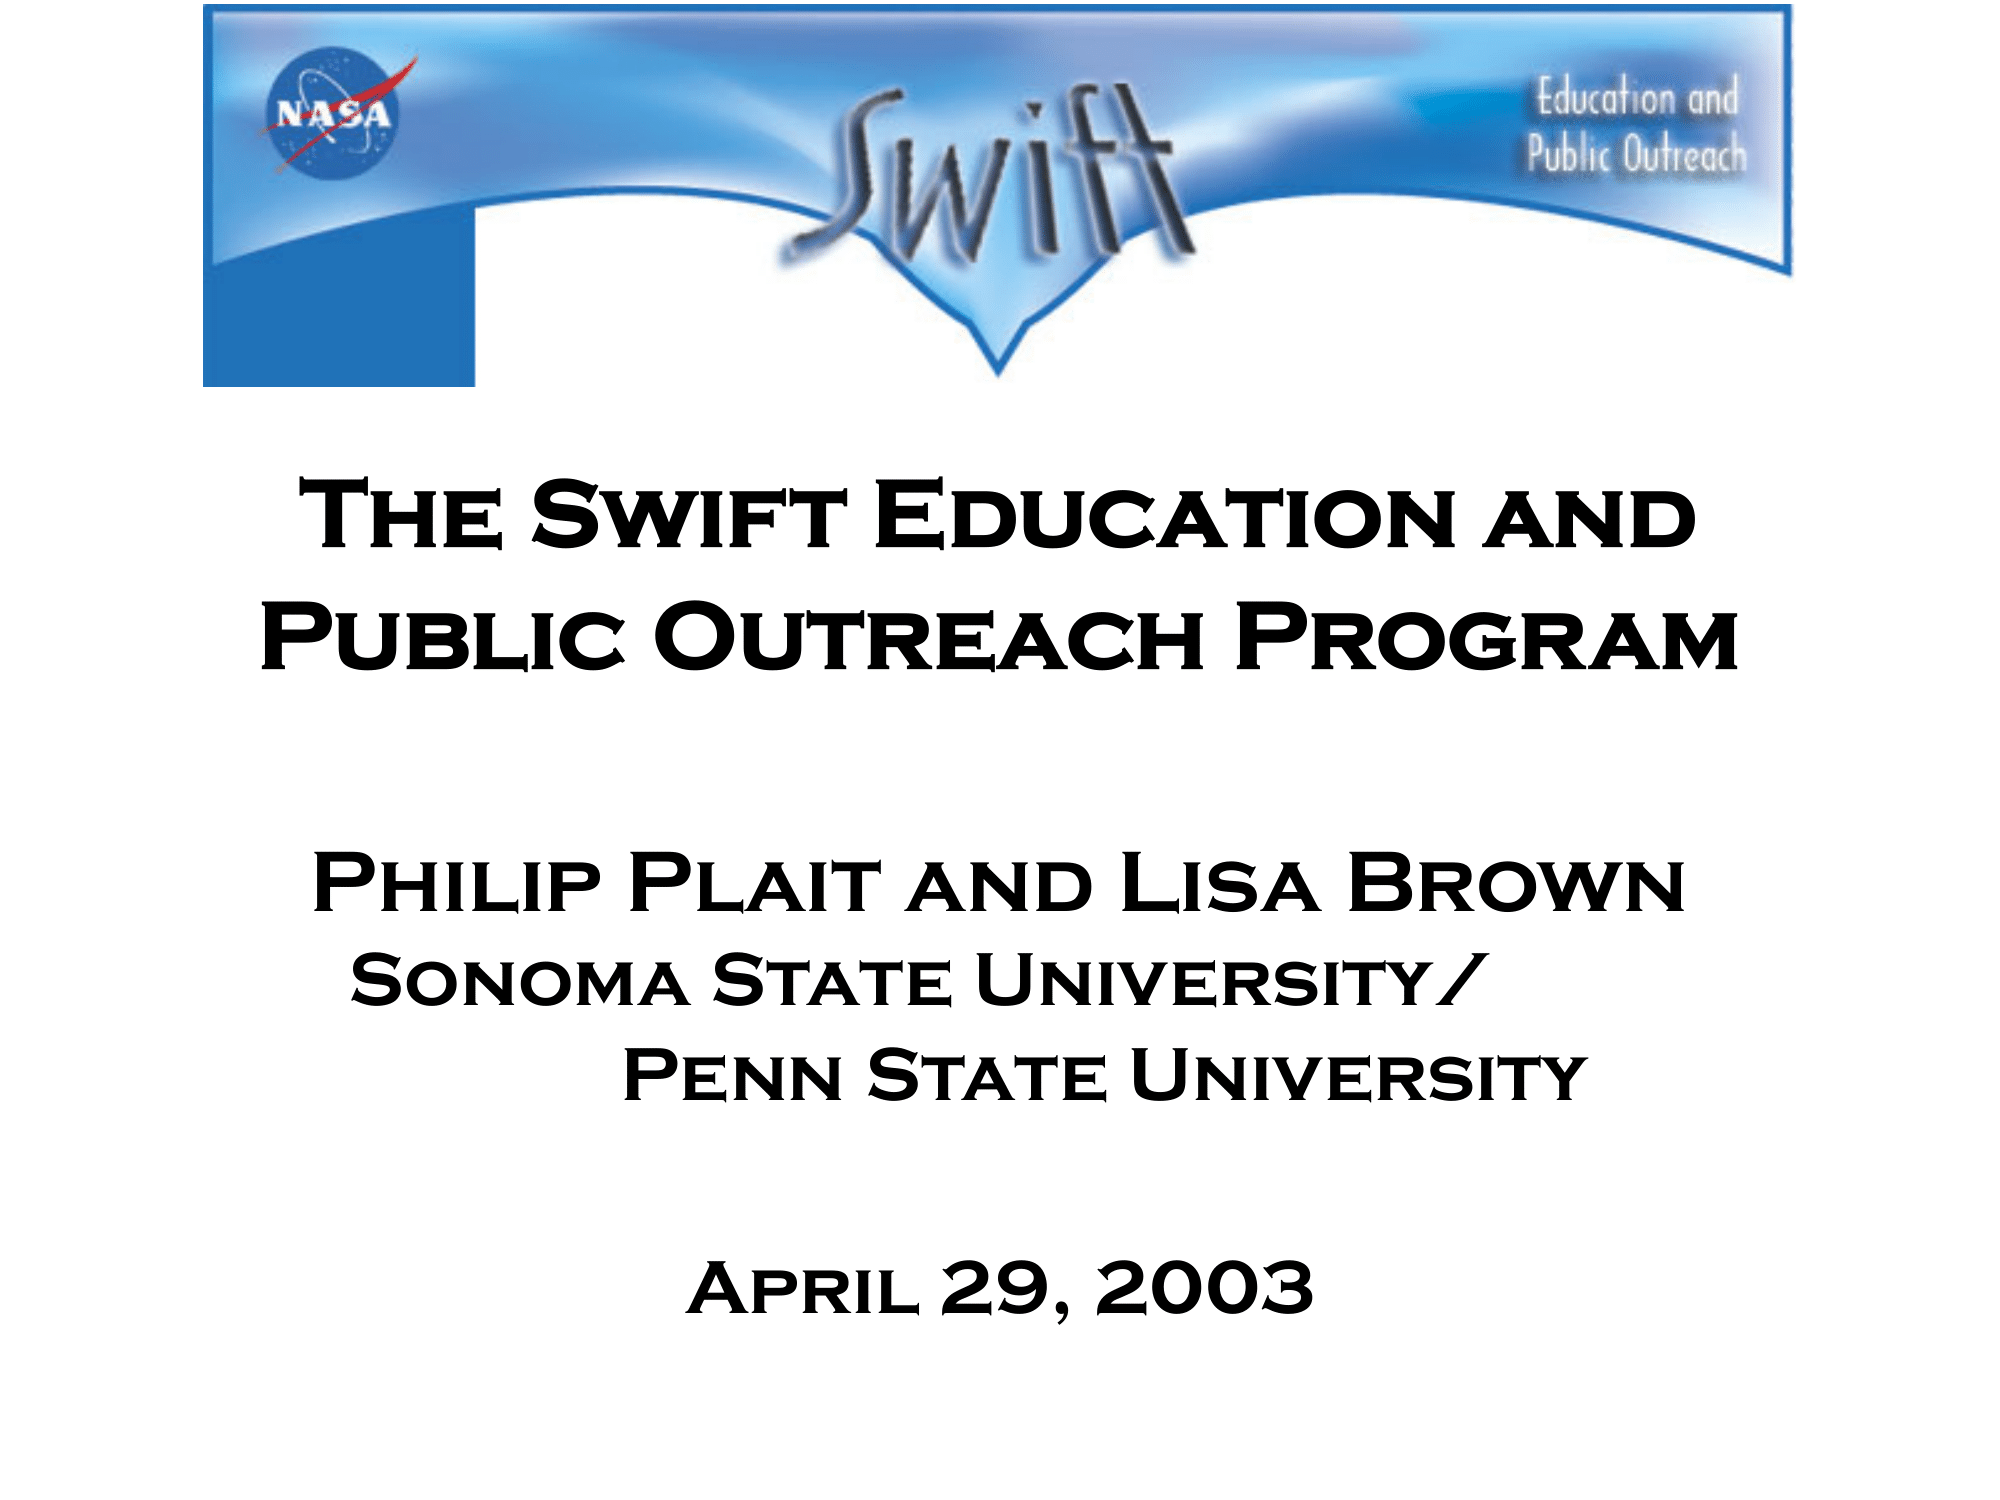 NASA
Swift
Education and
Public Outreach
The Swift Education and
Public Outreach Program
Philip Plait and Lisa Brown
Sonoma State University/
Penn State University
April 29, 2003